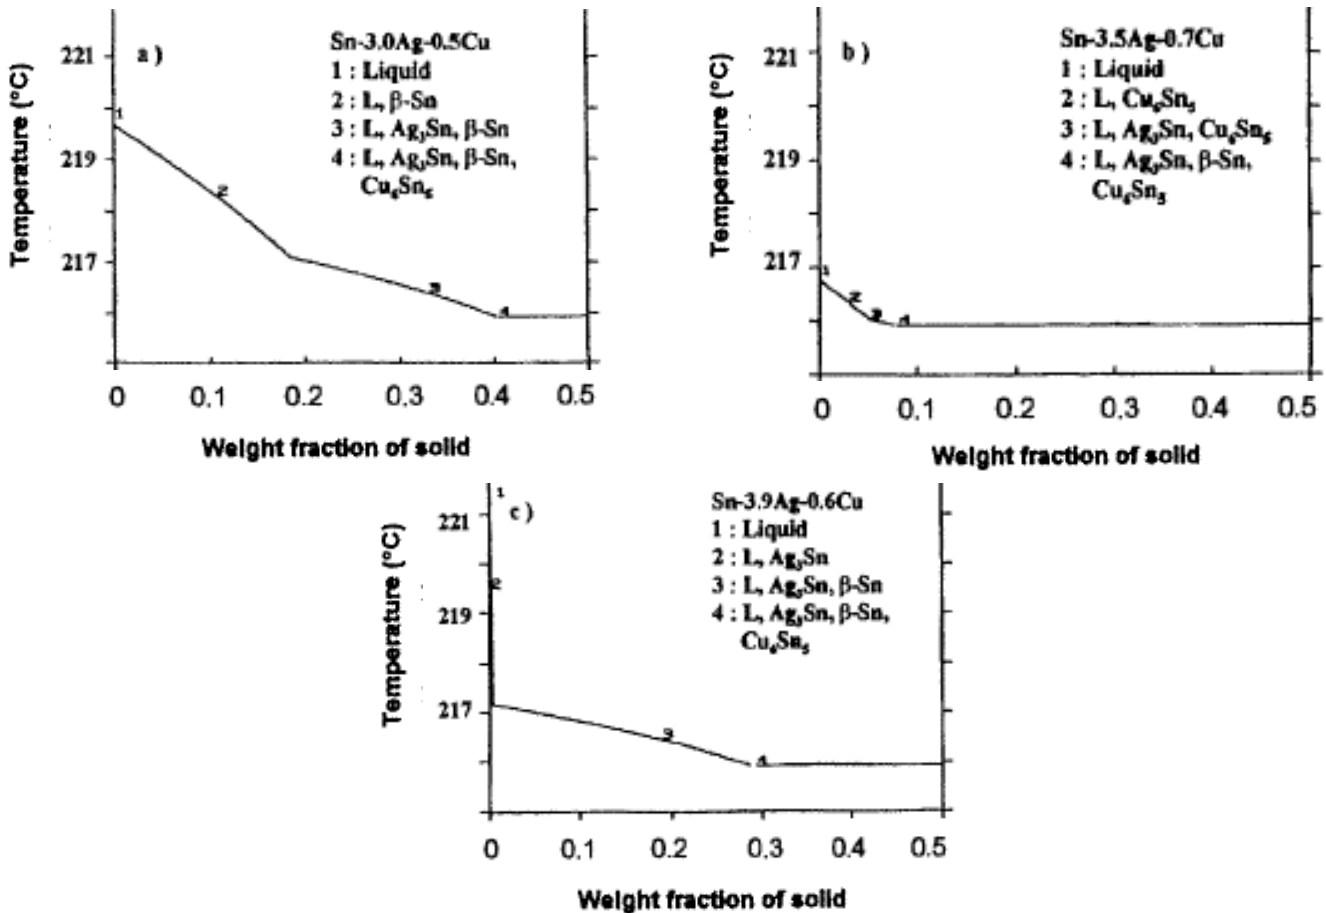 a)
Sn-3.0Ag-0.5Cu
1 : Liquid
2 : L, β-Sn
3 : L, Ag₃Sn, β-Sn
4 : L, Ag₃Sn, β-Sn,
Cu₆Sn₅
Temperature (°C)
221
219
217
1
2
3
4
0 0.1 0.2 0.3 0.4 0.5
Weight fraction of solid
b)
Sn-3.5Ag-0.7Cu
1 : Liquid
2 : L, Cu₆Sn₅
3 : L, Ag₃Sn, Cu₆Sn₅
4 : L, Ag₃Sn, β-Sn,
Cu₆Sn₅
Temperature (°C)
221
219
217
1
2
3
4
0 0.1 0.2 0.3 0.4 0.5
Weight fraction of solid
c)
Sn-3.9Ag-0.6Cu
1 : Liquid
2 : L, Ag₃Sn
3 : L, Ag₃Sn, β-Sn
4 : L, Ag₃Sn, β-Sn,
Cu₆Sn₅
Temperature (°C)
221
219
217
1
2
3
4
0 0.1 0.2 0.3 0.4 0.5
Weight fraction of solid